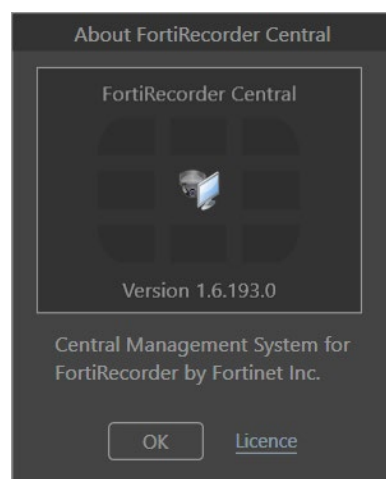 About FortiRecorder Central
FortiRecorder Central
Version 1.6.193.0
Central Management System for
FortiRecorder by Fortinet Inc.
OK
Licence